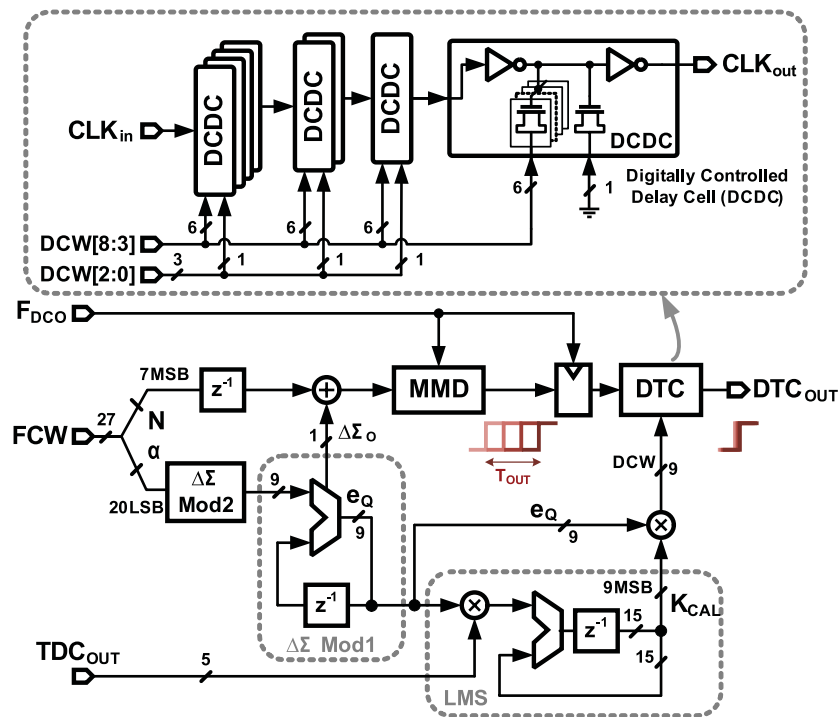 DCDC
DCDC
DCDC
CLKout
CLKin
DCDC
6
1
Digitally Controlled
Delay Cell (DCDC)
6
6
6
DCW[8:3]
DCW[2:0]
3
1
1
1
FDCO
7MSB
z-1
+
MMD
DTC
DTCOUT
FCW
27
N
α
1
ΔΣO
TOUT
DCW
9
20LSB
ΔΣ
Mod2
9
eQ
9
eQ
9
×
z-1
ΔΣ Mod1
×
9MSB
KCAL
z-1
15
15
TDCOUT
5
LMS